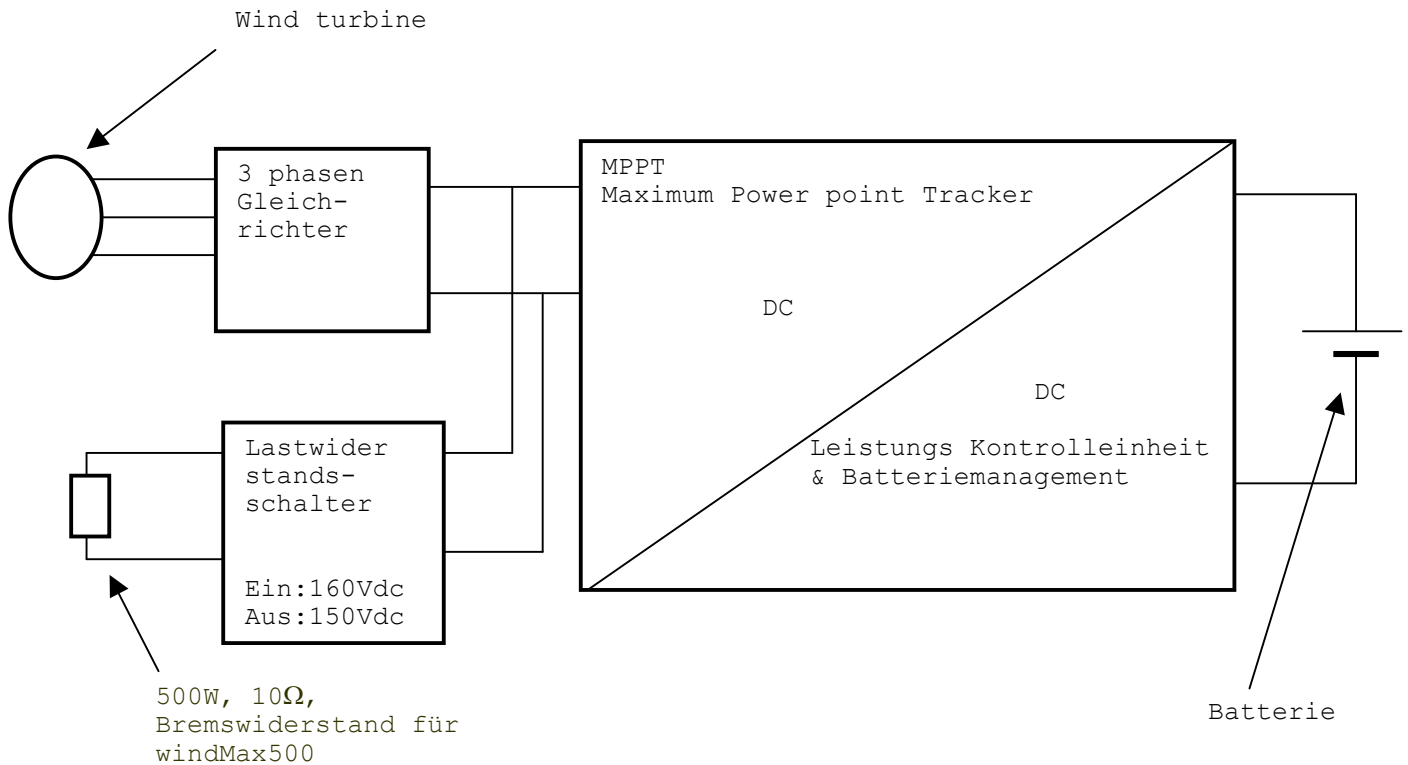 Wind turbine
3 phasen
Gleich-
richter
MPPT
Maximum Power point Tracker
DC
DC
Leistungs Kontrolleinheit
& Batteriemanagement
Lastwider
stands-
schalter
Ein:160Vdc
Aus:150Vdc
500W, 10Ω,
Bremswiderstand für
windMax500
Batterie